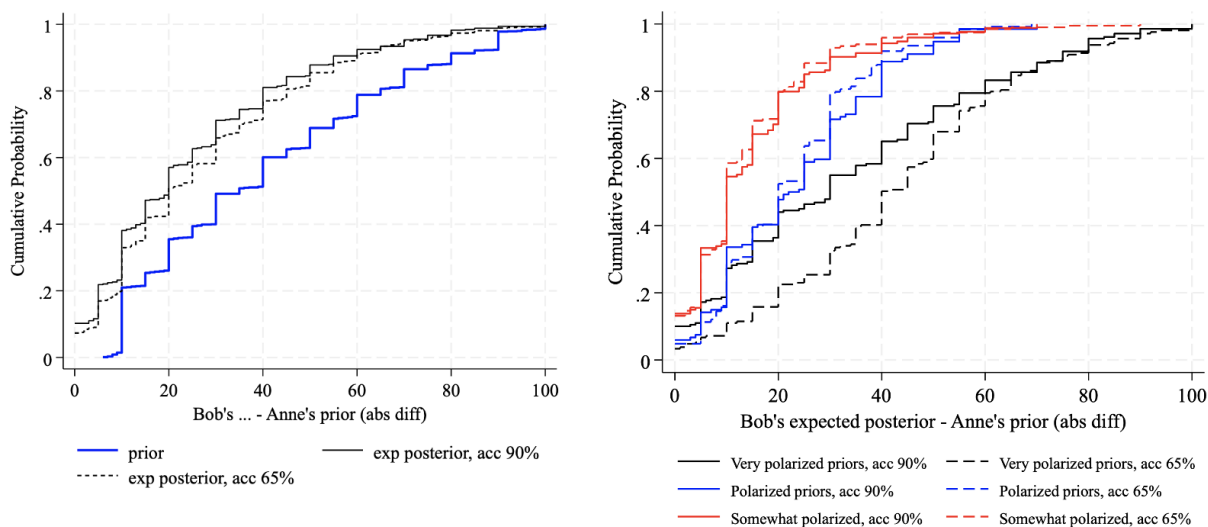 1
.8
.6
.4
.2
0
Cumulative Probability
0 20 40 60 80 100
Bob's ... - Anne's prior (abs diff)
prior exp posterior, acc 90%
exp posterior, acc 65%
1
.8
.6
.4
.2
0
Cumulative Probability
0 20 40 60 80 100
Bob's expected posterior - Anne's prior (abs diff)
Very polarized priors, acc 90% Very polarized priors, acc 65%
Polarized priors, acc 90% Polarized priors, acc 65%
Somewhat polarized, acc 90% Somewhat polarized, acc 65%